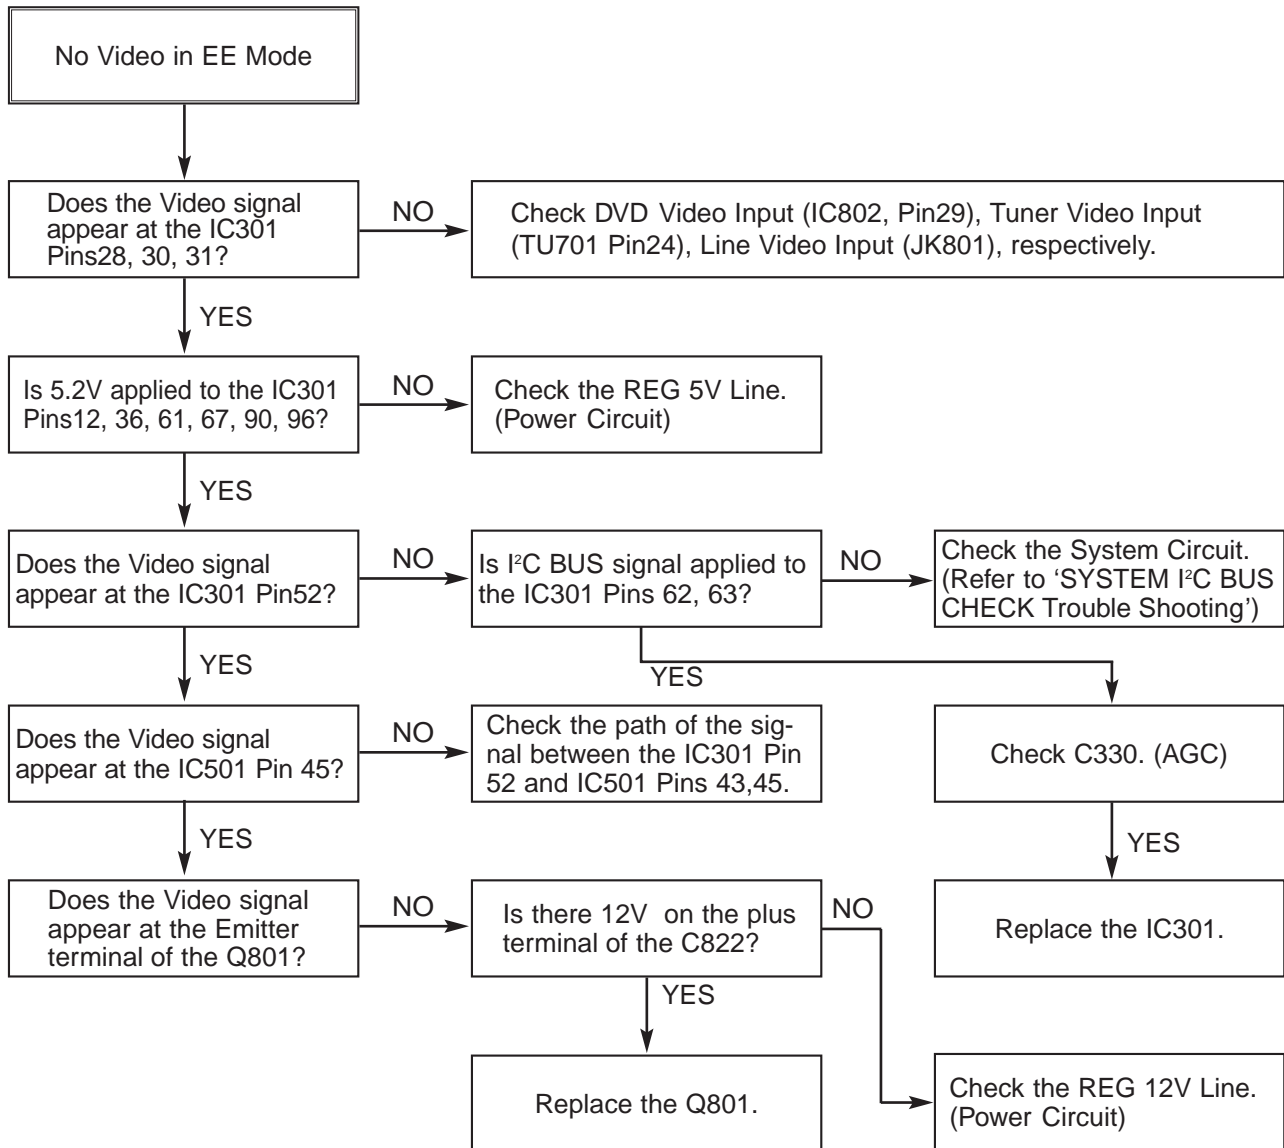 No Video in EE Mode
Does the Video signal
appear at the IC301
Pins28, 30, 31?
NO
Check DVD Video Input (IC802, Pin29), Tuner Video Input
(TU701 Pin24), Line Video Input (JK801), respectively.
YES
Is 5.2V applied to the IC301
Pins12, 36, 61, 67, 90, 96?
NO
Check the REG 5V Line.
(Power Circuit)
YES
Does the Video signal
appear at the IC301 Pin52?
NO
Is I²C BUS signal applied to
the IC301 Pins 62, 63?
NO
Check the System Circuit.
(Refer to ‘SYSTEM I²C BUS
CHECK Trouble Shooting’)
YES
YES
Does the Video signal
appear at the IC501 Pin 45?
NO
Check the path of the sig-
nal between the IC301 Pin
52 and IC501 Pins 43,45.
Check C330. (AGC)
YES
YES
Does the Video signal
appear at the Emitter
terminal of the Q801?
NO
Is there 12V on the plus
terminal of the C822?
NO
Replace the IC301.
YES
Replace the Q801.
Check the REG 12V Line.
(Power Circuit)